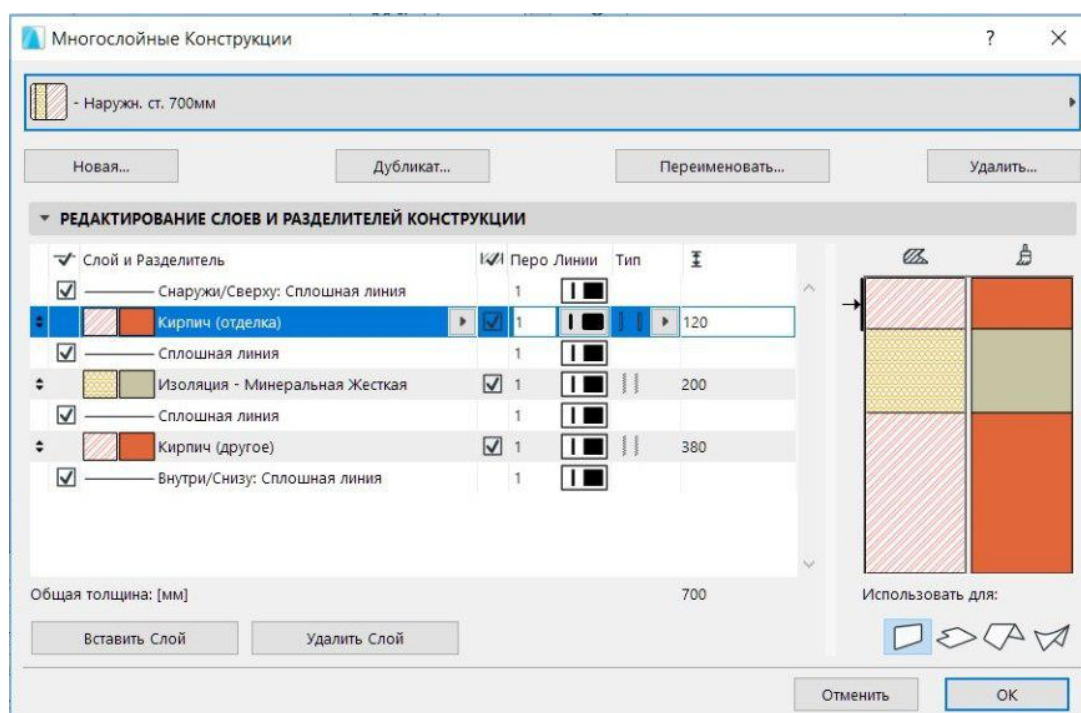 Многослойные Конструкции
?
- Наружн. ст. 700мм
Новая... Дубликат... Переименовать... Удалить...
РЕДАКТИРОВАНИЕ СЛОЕВ И РАЗДЕЛИТЕЛЕЙ КОНСТРУКЦИИ
Слой и Разделитель Перо Линии Тип
Снаружи/Сверху: Сплошная линия 1
Кирпич (отделка) 1 120
Сплошная линия 1
Изоляция - Минеральная Жесткая 1 200
Сплошная линия 1
Кирпич (другое) 1 380
Внутри/Снизу: Сплошная линия 1
Общая толщина: [мм] 700
Использовать для:
Вставить Слой Удалить Слой
Отменить OK